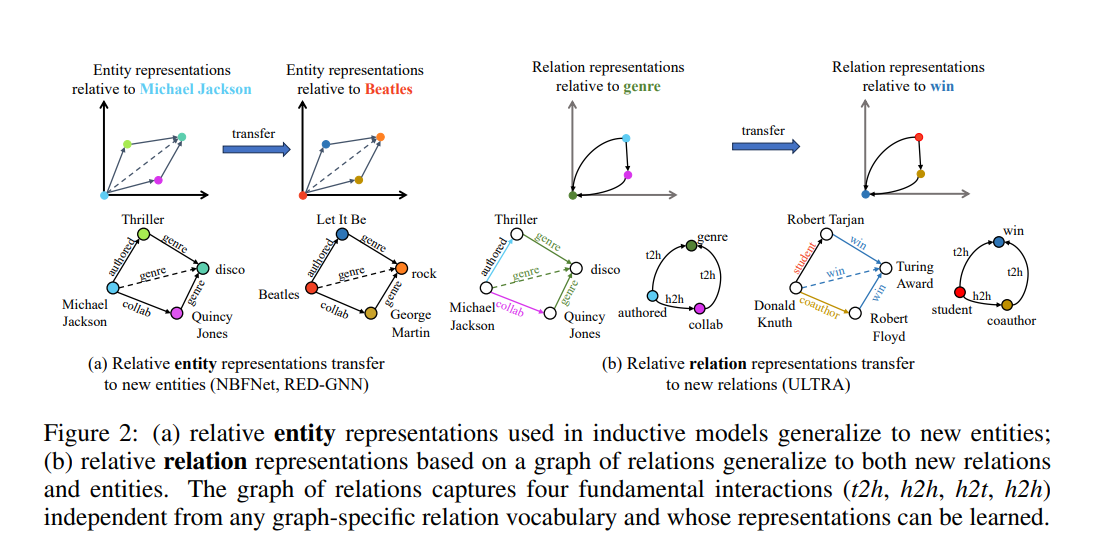 Entity representations
relative to Michael Jackson
transfer
Entity representations
relative to Beatles
Relation representations
relative to genre
transfer
Relation representations
relative to win
Thriller
authored
genre
genre
disco
Michael
Jackson
collab
genre
Quincy
Jones
Let It Be
authored
genre
genre
rock
Beatles
collab
genre
George
Martin
Thriller
authored
genre
genre
disco
Michael
Jackson
collab
genre
Quincy
Jones
genre
t2h
t2h
h2h
authored
collab
Robert Tarjan
student
win
win
Turing
Award
Donald
Knuth
coauthor
win
Robert
Floyd
win
t2h
t2h
h2h
student
coauthor
(a) Relative entity representations transfer
to new entities (NBFNet, RED-GNN)
(b) Relative relation representations transfer
to new relations (ULTRA)
Figure 2: (a) relative entity representations used in inductive models generalize to new entities;
(b) relative relation representations based on a graph of relations generalize to both new relations
and entities. The graph of relations captures four fundamental interactions (t2h, h2h, h2t, h2h)
independent from any graph-specific relation vocabulary and whose representations can be learned.